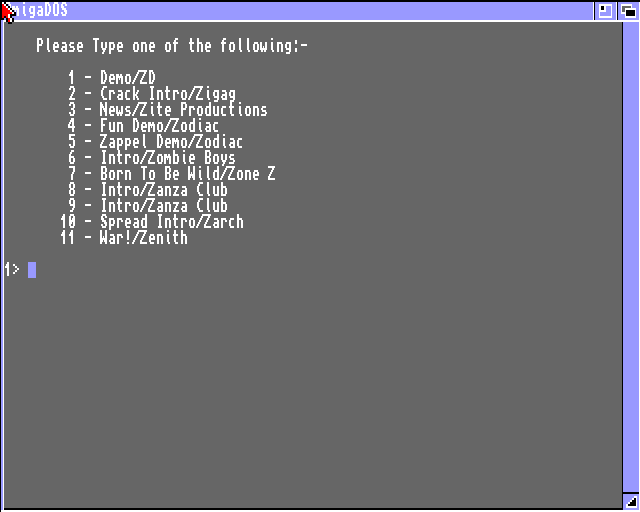 AmigaDOS
Please Type one of the following:-
1 - Demo/ZD
2 - Crack Intro/Zigag
3 - News/Zite Productions
4 - Fun Demo/Zodiac
5 - Zappel Demo/Zodiac
6 - Intro/Zombie Boys
7 - Born To Be Wild/Zone Z
8 - Intro/Zanza Club
9 - Intro/Zanza Club
10 - Spread Intro/Zarch
11 - War!/Zenith
1>